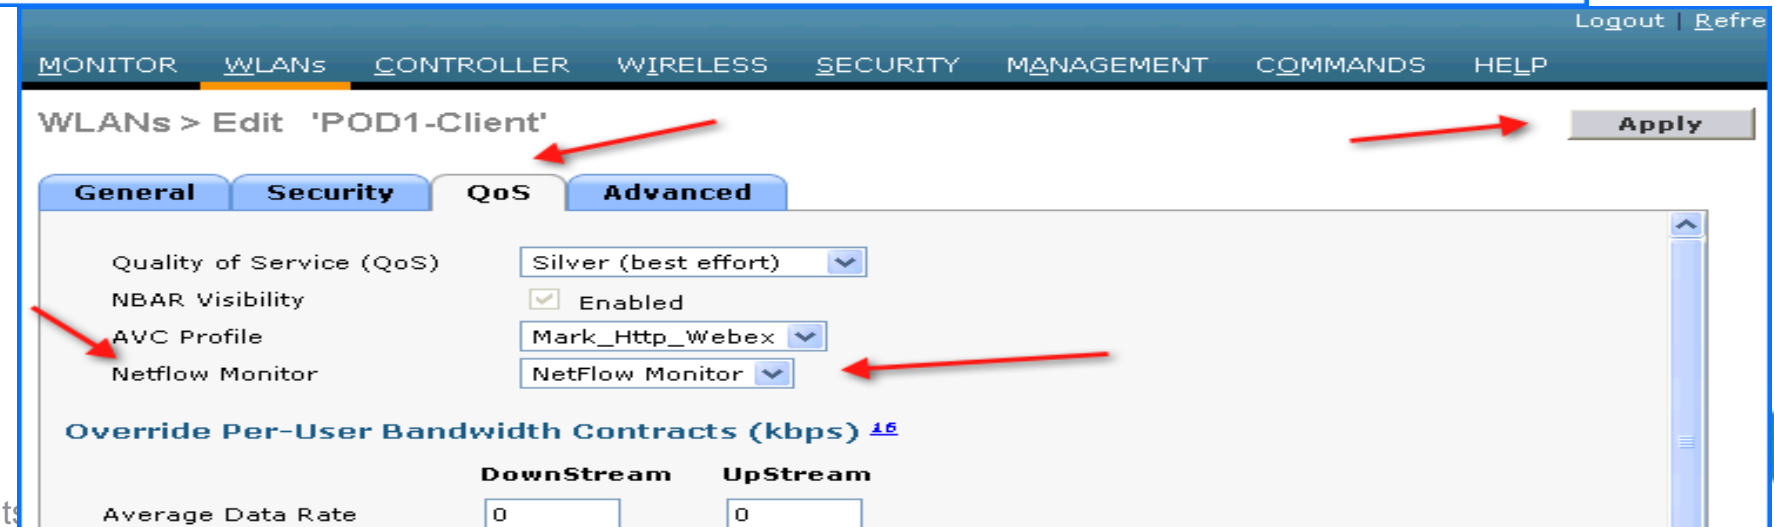 Logout | Refre
MONITOR WLANs CONTROLLER WIRELESS SECURITY MANAGEMENT COMMANDS HELP
WLANs > Edit 'POD1-Client'
Apply
General Security QoS Advanced
Quality of Service (QoS) Silver (best effort)
NBAR Visibility Enabled
AVC Profile Mark_Http_Webex
Netflow Monitor NetFlow Monitor
Override Per-User Bandwidth Contracts (kbps) 16
DownStream UpStream
Average Data Rate 0 0